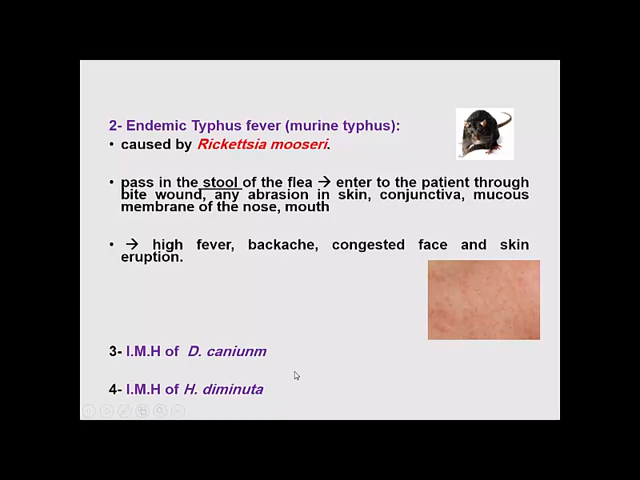 2- Endemic Typhus fever (murine typhus):
• caused by Rickettsia mooseri.
• pass in the stool of the flea → enter to the patient through
bite wound, any abrasion in skin, conjunctiva, mucous
membrane of the nose, mouth
• → high fever, backache, congested face and skin
eruption.
3- I.M.H of D. caniunm
4- I.M.H of H. diminuta